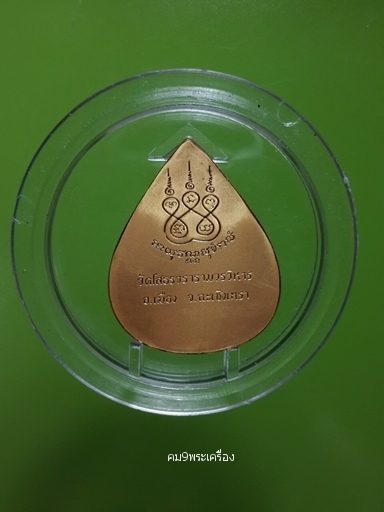 วัดโสธรวรารามวรวิหาร
อ.เมือง จ.ฉะเชิงเทรา
คม9พระเครื่อง